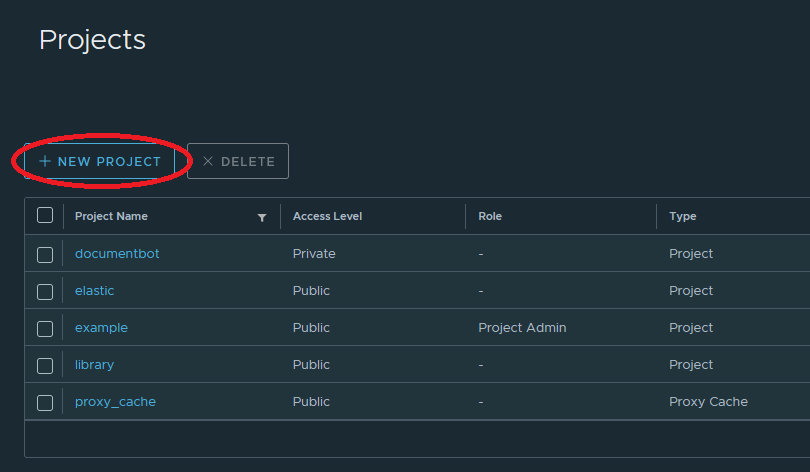 Projects
+ NEW PROJECT × DELETE
Project Name Access Level Role Type
documentbot Private - Project
elastic Public - Project
example Public Project Admin Project
library Public - Project
proxy_cache Public - Proxy Cache